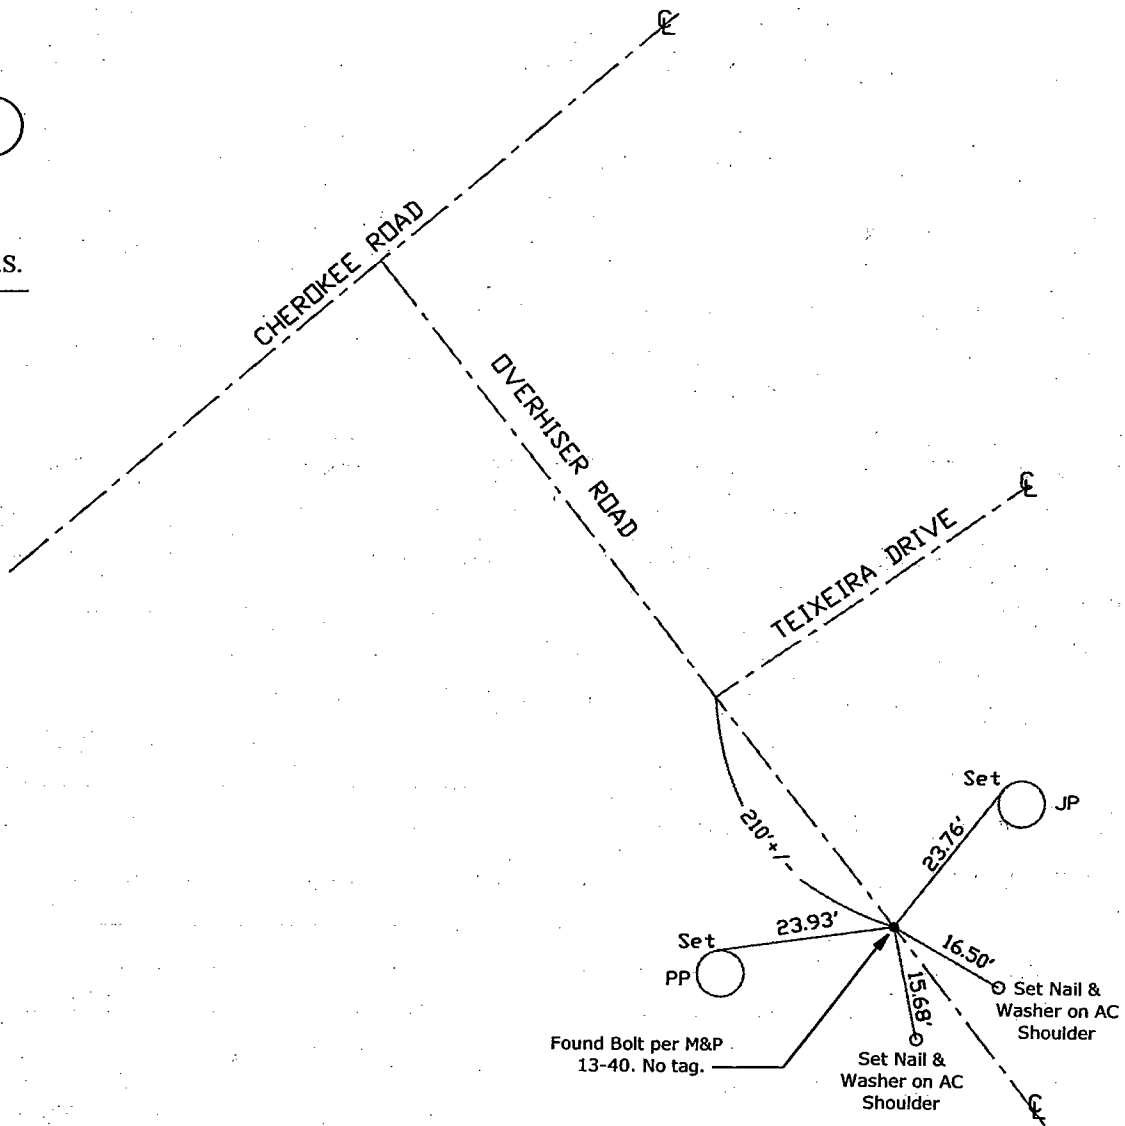 ℄
.S.
CHEROKEE ROAD
OVERHISER ROAD
℄
TEIXEIRA DRIVE
Set
JP
210'+/-
23.76'
23.93'
Set
PP
16.50'
15.68'
Set Nail &
Washer on AC
Shoulder
Found Bolt per M&P
13-40. No tag.
Set Nail &
Washer on AC
Shoulder
℄